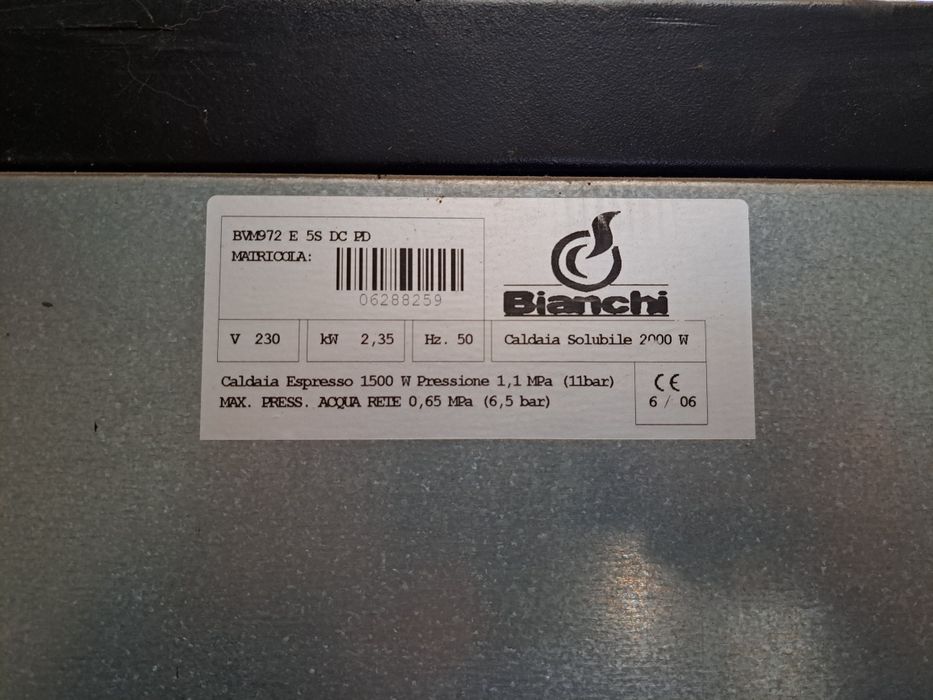 BVM972 E 5S DC PD
MATRICOLA:
06288259
Bianchi
V 230
kW 2,35
Hz. 50
Caldaia Solubile 2000 W
Caldaia Espresso 1500 W Pressione 1,1 MPa (11bar)
MAX. PRESS. ACQUA RETE 0,65 MPa (6,5 bar)
CE
6 / 06